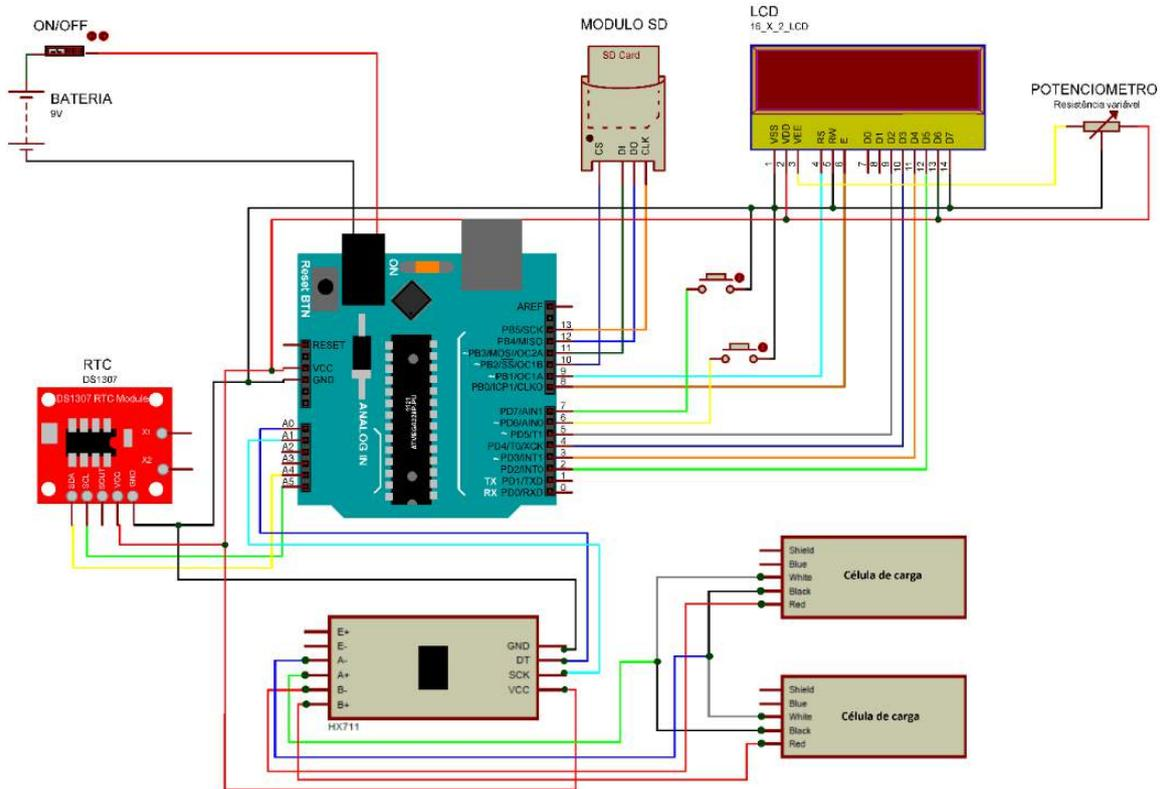 ON/OFF
BATERIA
9V
MODULO SD
SD Card
CS
DI
DO
CLK
LCD
16_X_2_LCD
VSS
VDD
VEE
RS
RW
E
D0
D1
D2
D3
D4
D5
D6
D7
1
2
3
4
5
6
7
8
9
10
11
12
13
14
POTENCIOMETRO
Resistência variável
Reset BTN
ON
RESET
VCC
GND
ANALOG IN
A0
A1
A2
A3
A4
A5
AREF
PB5/SCK 13
PB4/MISO 12
~PB3/MOSI/OC2A 11
~PB2/SS/OC1B 10
~PB1/OC1A 9
PB0/ICP1/CLKO 8
PD7/AIN1 7
~PD6/AIN0 6
~PD5/T1 5
PD4/T0/XCK 4
~PD3/INT1 3
PD2/INT0 2
TX PD1/TXD 1
RX PD0/RXD 0
RTC
DS1307
DS1307 RTC Module
X1
X2
SDA
SCL
SOUT
VCC
GND
E+
E-
A-
A+
B-
B+
GND
DT
SCK
VCC
HX711
Shield
Blue
White
Black
Red
Célula de carga
Shield
Blue
White
Black
Red
Célula de carga